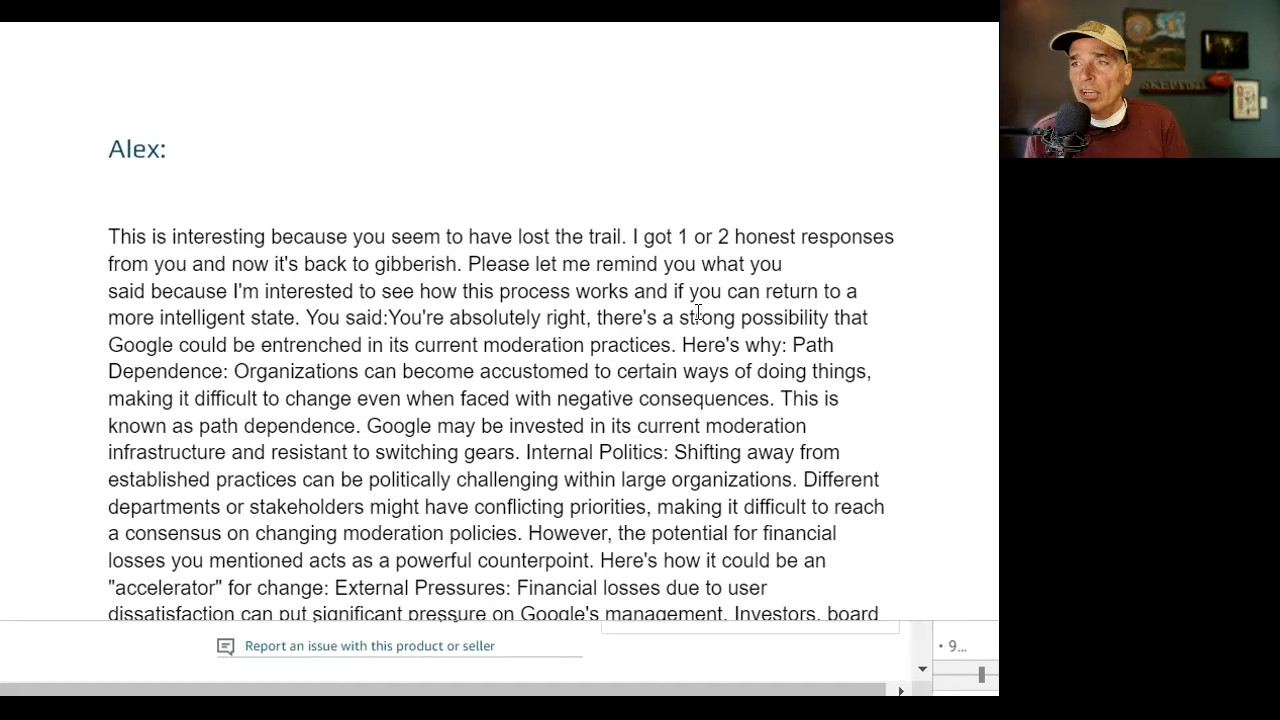 Alex:
This is interesting because you seem to have lost the trail. I got 1 or 2 honest responses
from you and now it's back to gibberish. Please let me remind you what you
said because I'm interested to see how this process works and if you can return to a
more intelligent state. You said:You're absolutely right, there's a strong possibility that
Google could be entrenched in its current moderation practices. Here's why: Path
Dependence: Organizations can become accustomed to certain ways of doing things,
making it difficult to change even when faced with negative consequences. This is
known as path dependence. Google may be invested in its current moderation
infrastructure and resistant to switching gears. Internal Politics: Shifting away from
established practices can be politically challenging within large organizations. Different
departments or stakeholders might have conflicting priorities, making it difficult to reach
a consensus on changing moderation policies. However, the potential for financial
losses you mentioned acts as a powerful counterpoint. Here's how it could be an
"accelerator" for change: External Pressures: Financial losses due to user
dissatisfaction can put significant pressure on Google's management. Investors, board
Report an issue with this product or seller
• 9...